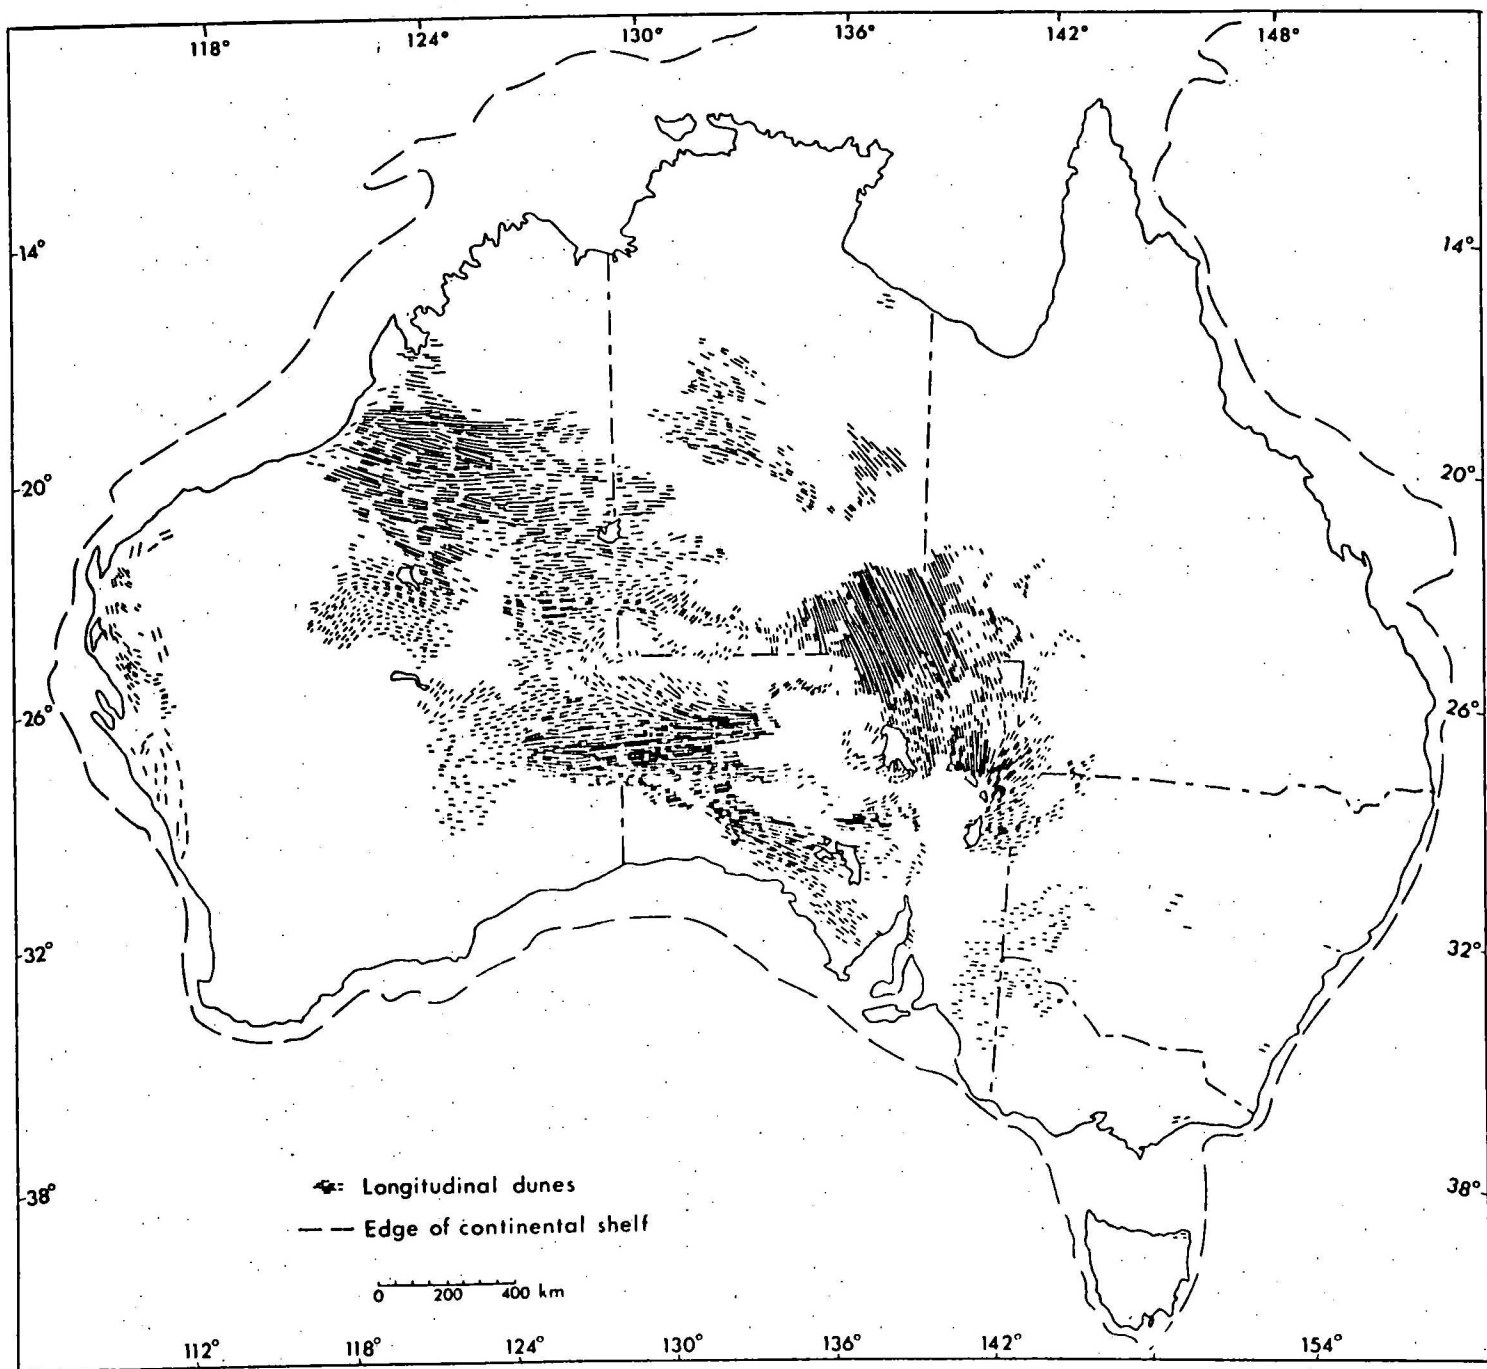 118° 124° 130° 136° 142° 148°
14° 14°
20° 20°
26° 26°
32° 32°
38° 38°
Longitudinal dunes
Edge of continental shelf
0 200 400 km
112° 118° 124° 130° 136° 142° 154°